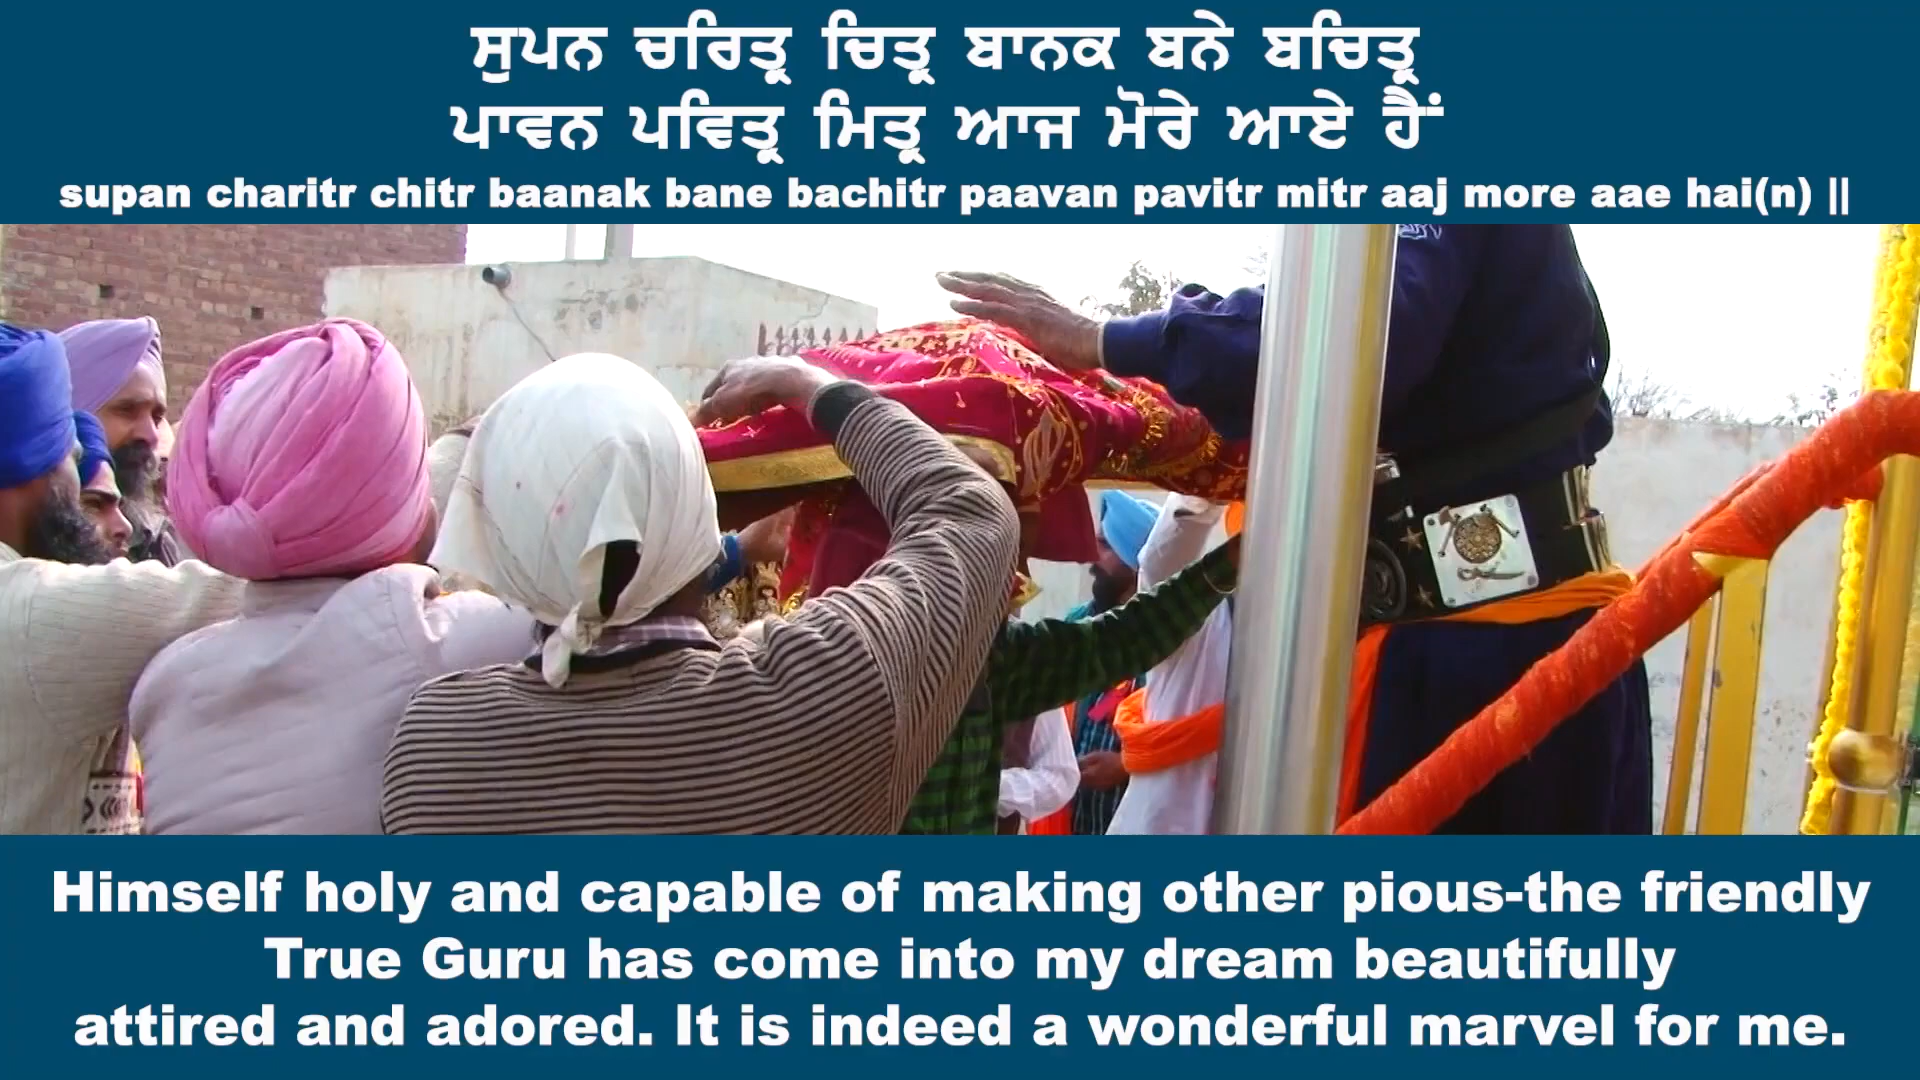 ਸੁਪਨ ਚਰਿਤ੍ਰ ਚਿਤ੍ਰ ਬਾਨਕ ਬਨੇ ਬਚਿਤ੍ਰ
ਪਾਵਨ ਪਵਿਤ੍ਰ ਮਿਤ੍ਰ ਆਜ ਮੋਰੇ ਆਏ ਹੈਂ
supan charitr chitr baanak bane bachitr paavan pavitr mitr aaj more aae hai(n) ||
Himself holy and capable of making other pious-the friendly
True Guru has come into my dream beautifully
attired and adored. It is indeed a wonderful marvel for me.